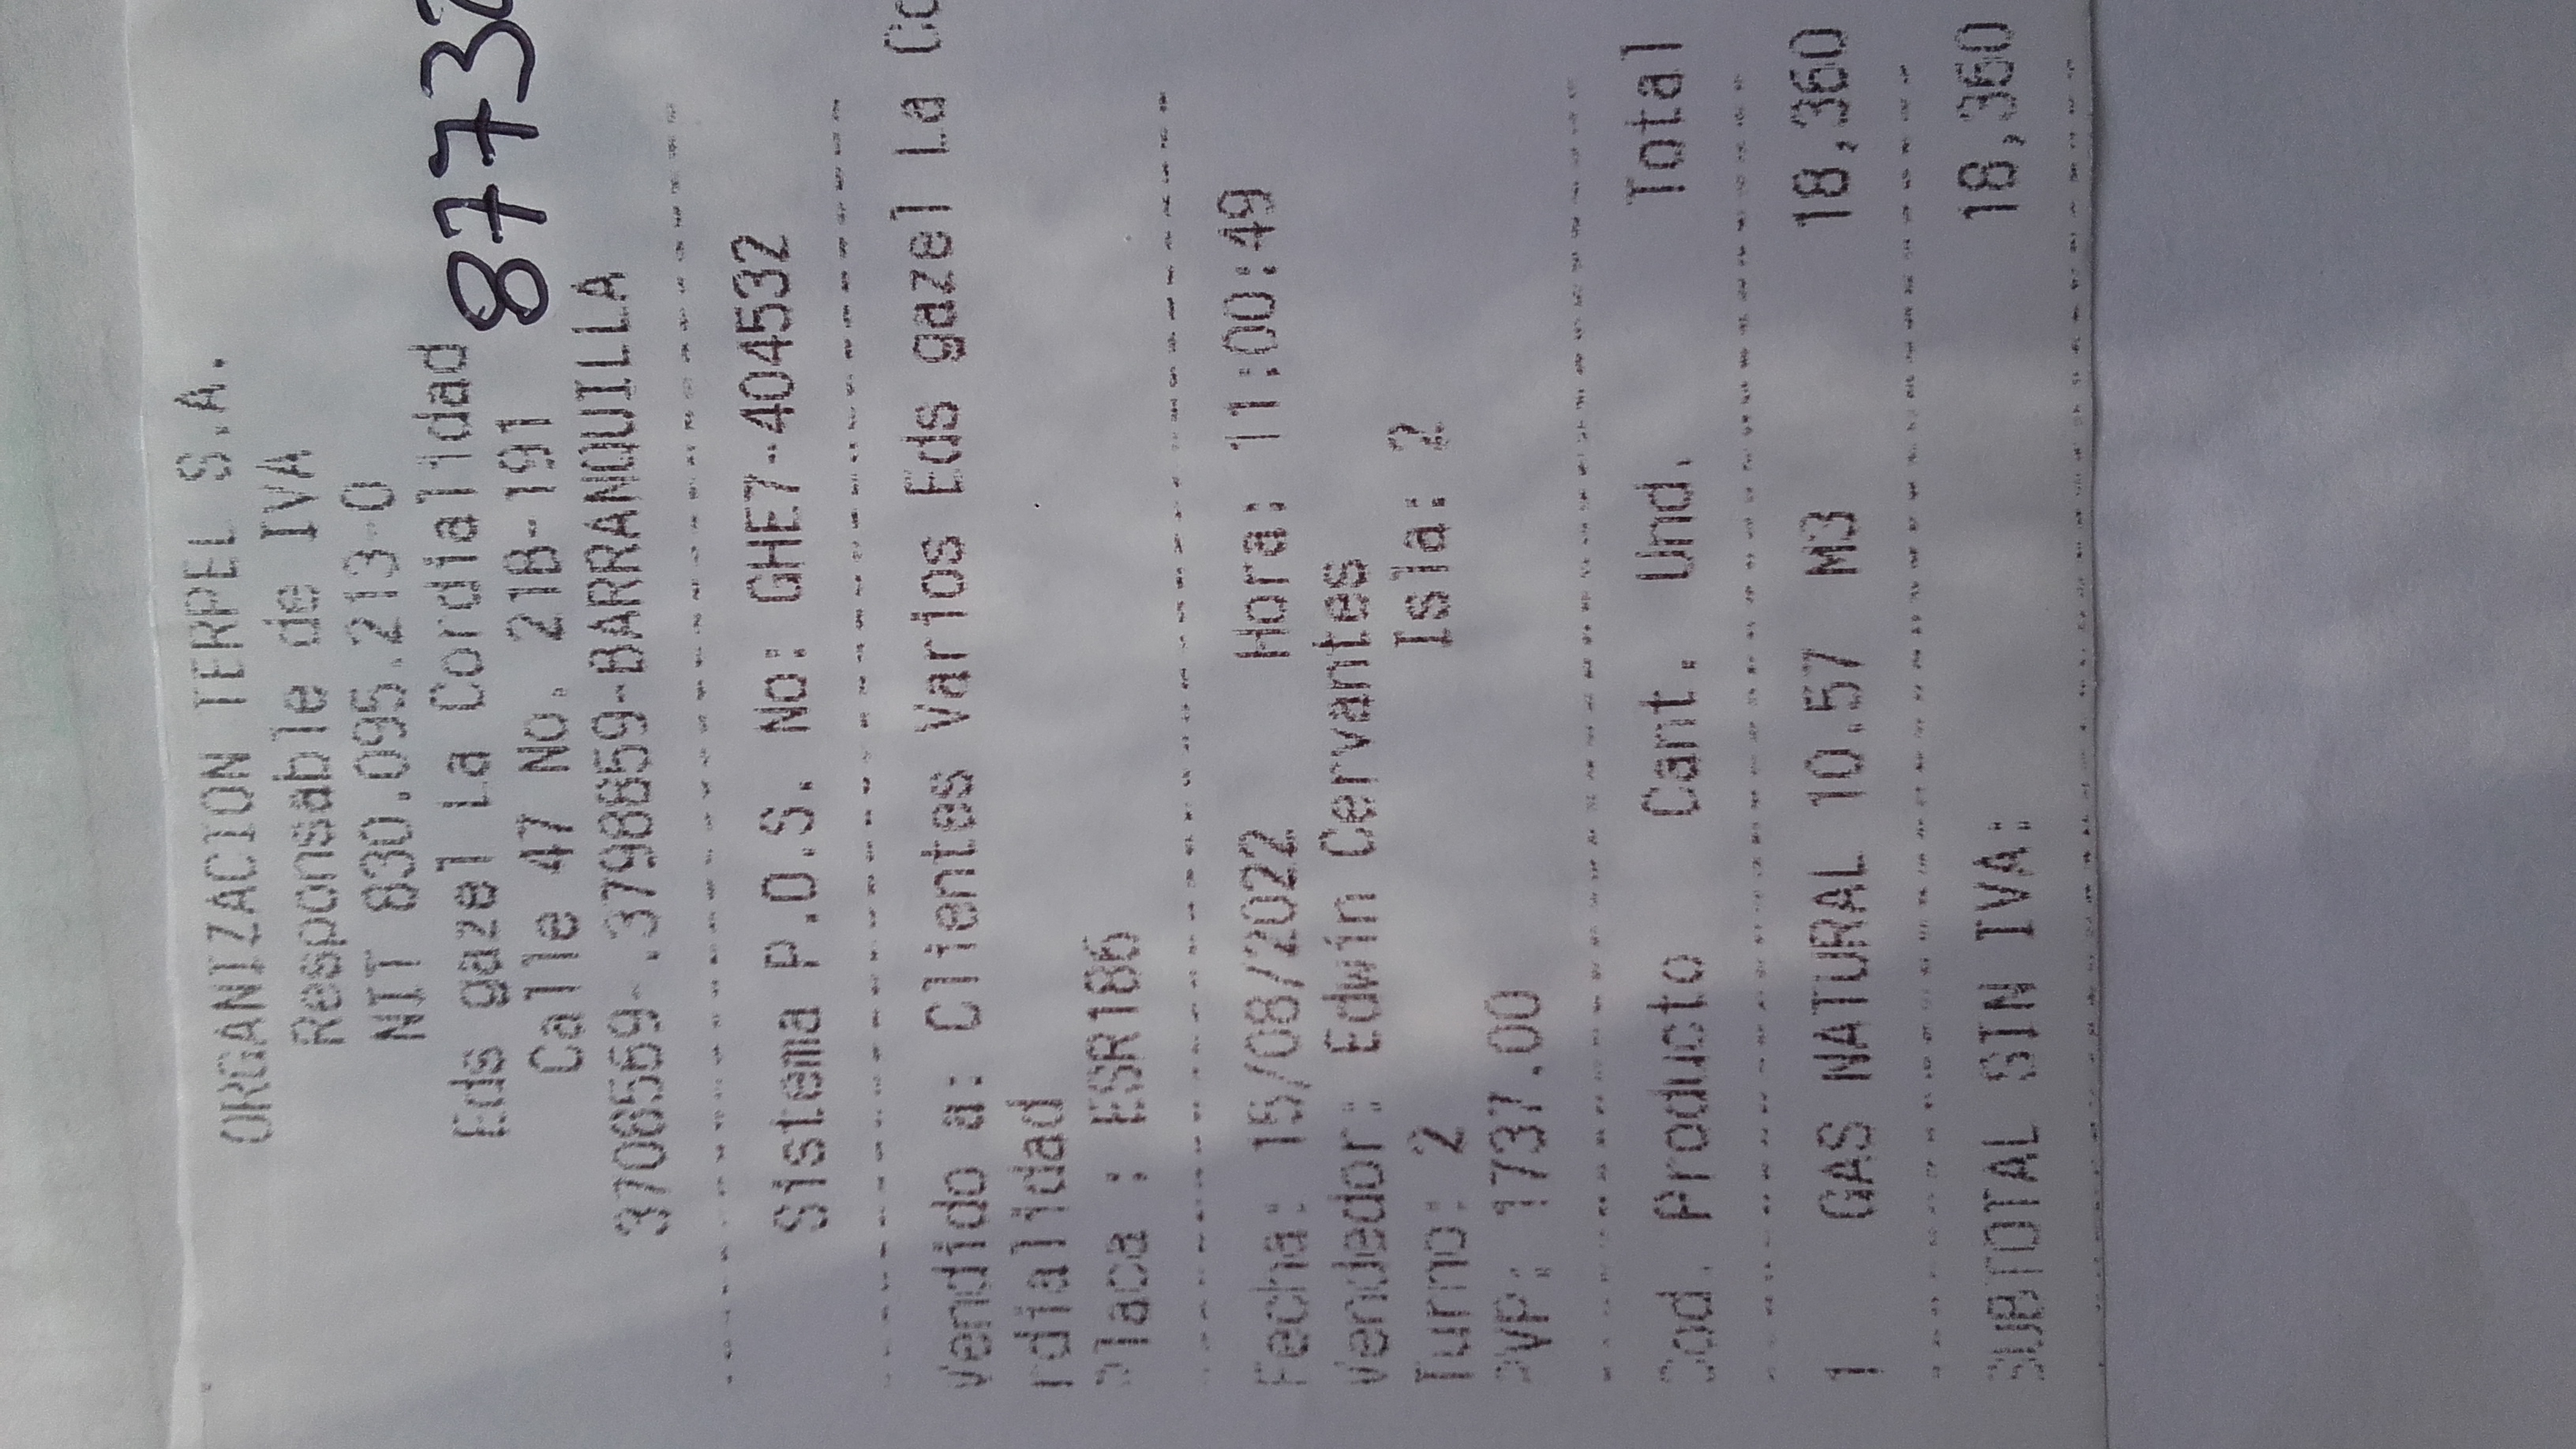 ORGANIZACION TERPEL S.A.
Responsable de IVA
NIT 830.095.213-0
Eds gazel La Cordialidad
8773
Calle 47 No. 21B-191
3708569-.3798859-BARRANQUILLA
Sistema P.O.S. No: GHE7-404532
Vendido a: Clientes Varios Eds gazel La Co
rdialidad
Placa : ESR186
Fecha: 15/08/2022 Hora: 11:00:49
Vendedor: Edwin Cervantes
Turno: 2 Isla: 2
PVP: 1737.00
Cod. Producto Cant. Und. Total
1 GAS NATURAL 10.57 M3 18,360
SUBTOTAL SIN IVA: 18,360